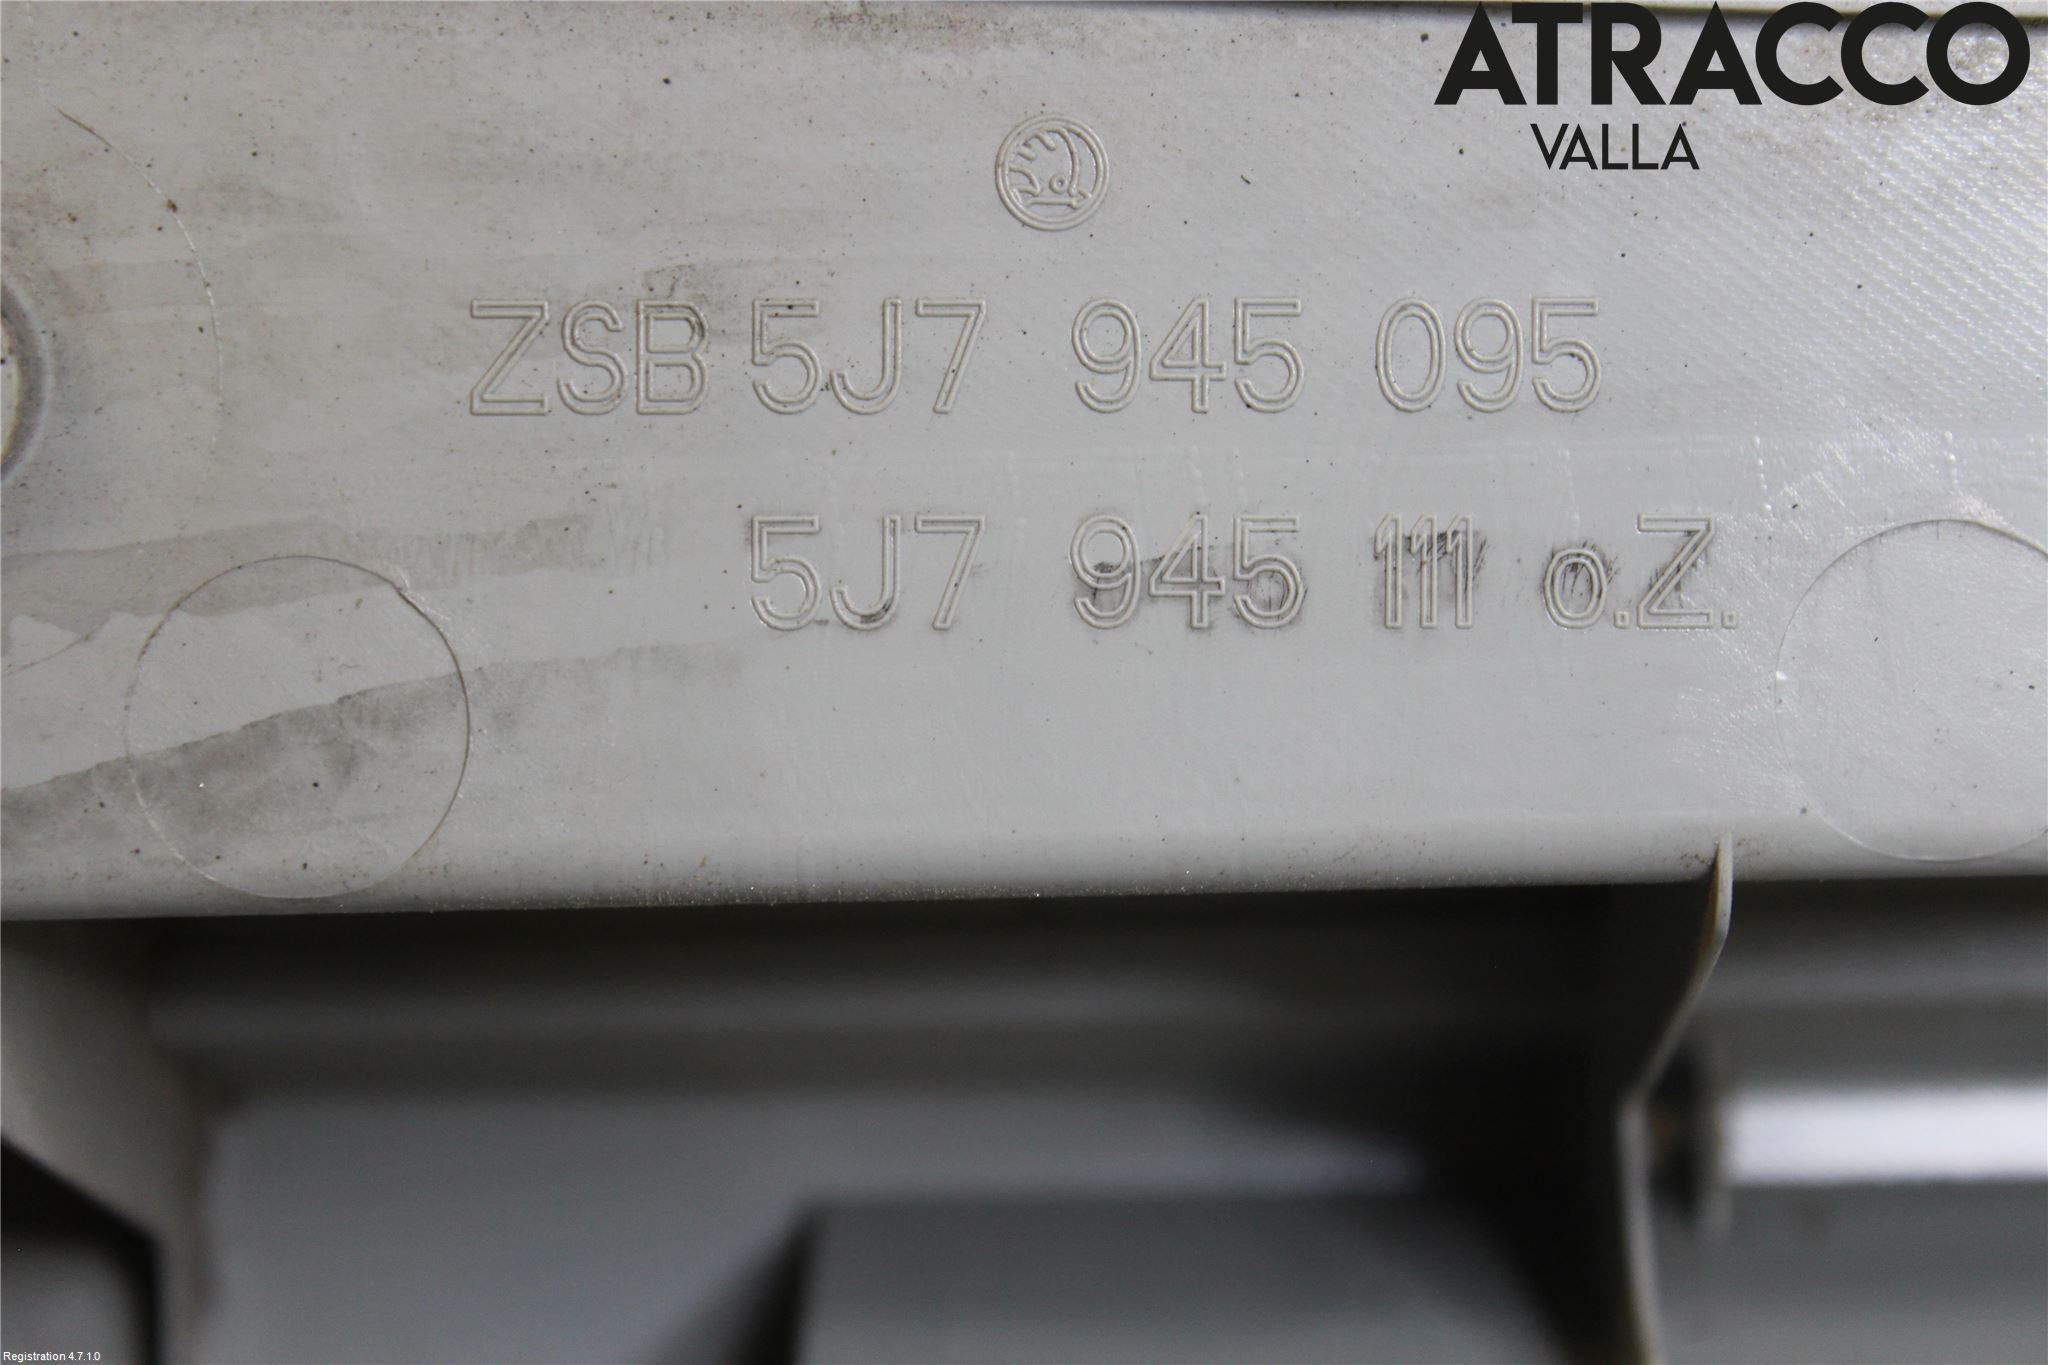 ATRACCO
VALLA
ZSB 5J7 945 095
5J7 945 111 o.Z.
Registration 4.7.1.0